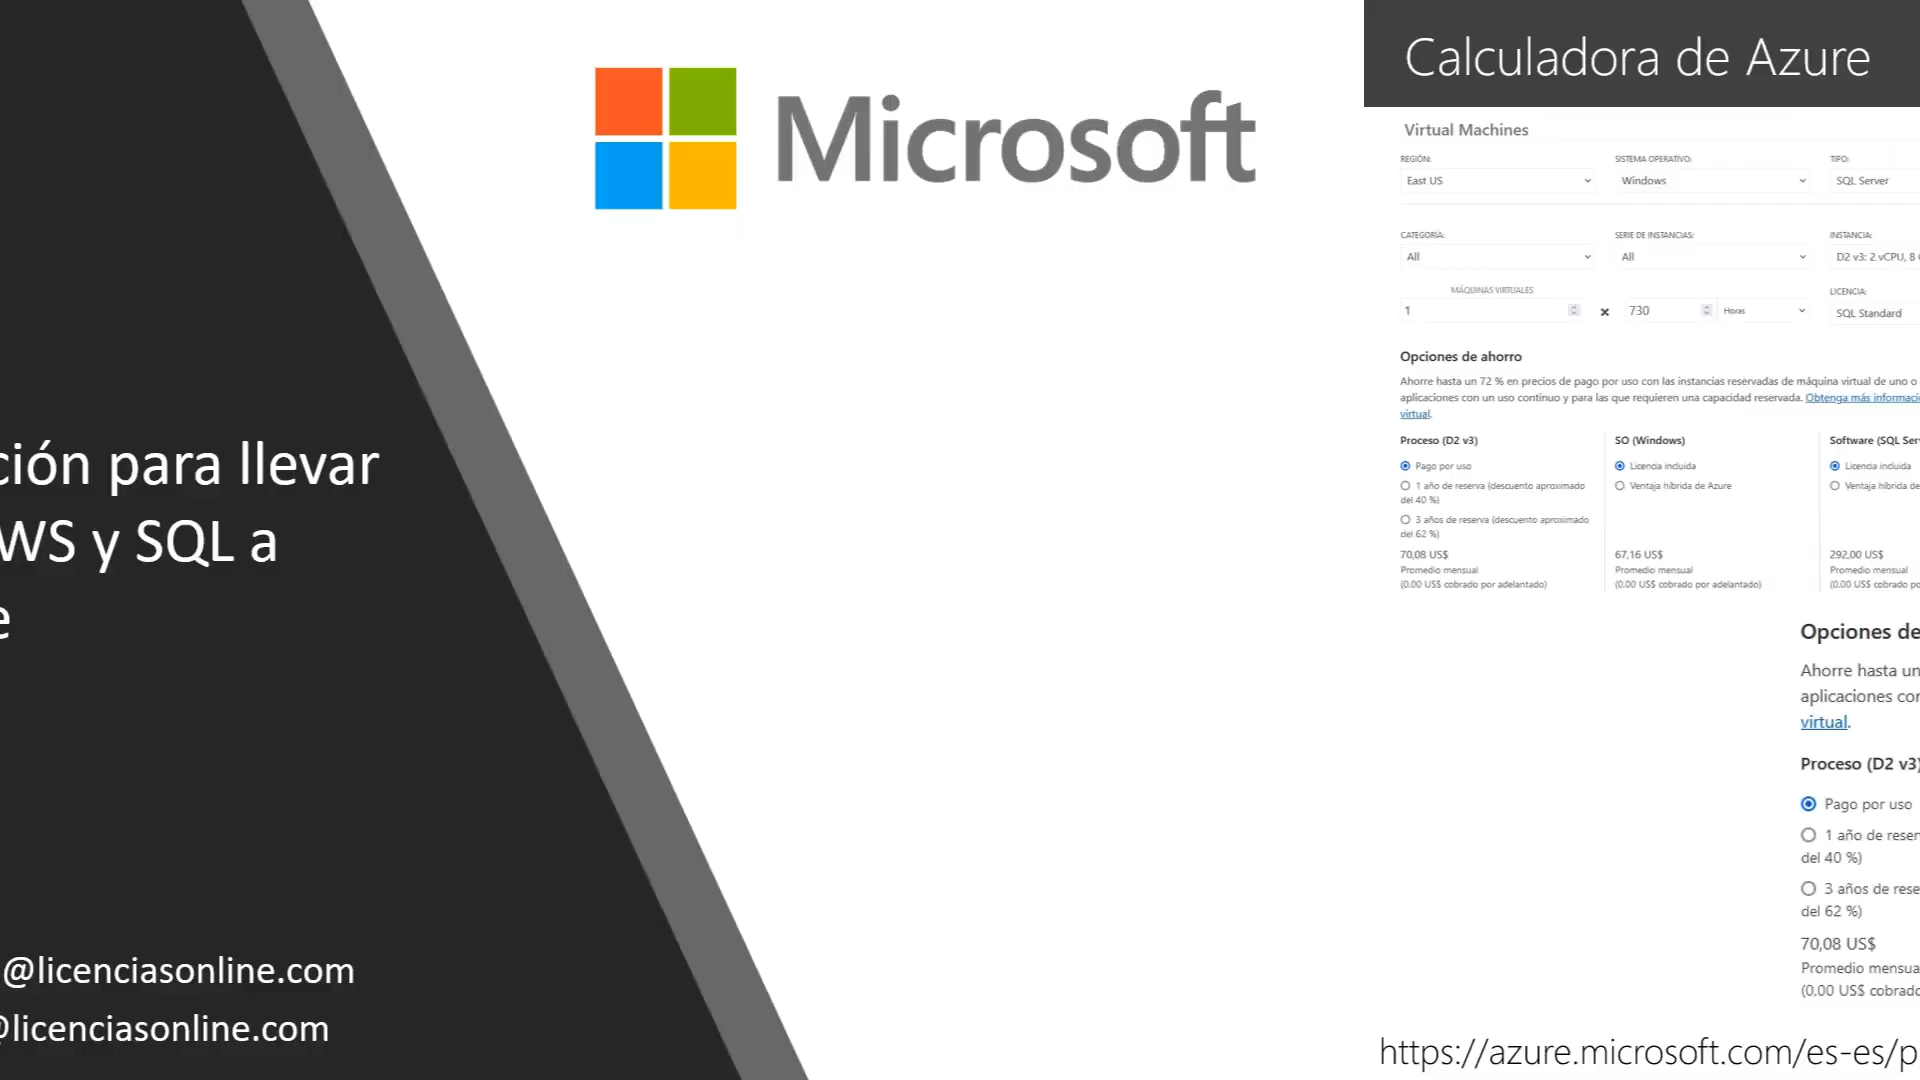 ción para llevar
WS y SQL a
e
@licenciasonline.com
@licenciasonline.com
Microsoft
Calculadora de Azure
Virtual Machines
REGIÓN: SISTEMA OPERATIVO: TIPO:
East US Windows SQL Server
CATEGORÍA: SERIE DE INSTANCIAS: INSTANCIA:
All All D2 v3: 2 vCPU, 8
MÁQUINAS VIRTUALES LICENCIA:
1 × 730 Horas SQL Standard
Opciones de ahorro
Ahorre hasta un 72 % en precios de pago por uso con las instancias reservadas de máquina virtual de uno o
aplicaciones con un uso continuo y para las que requieren una capacidad reservada. Obtenga más informació
virtual.
Proceso (D2 v3) SO (Windows) Software (SQL Serv
Pago por uso Licencia incluida Licencia incluida
1 año de reserva (descuento aproximado Ventaja híbrida de Azure Ventaja híbrida de
del 40 %)
3 años de reserva (descuento aproximado
del 62 %)
70,08 US$ 67,16 US$ 292,00 US$
Promedio mensual Promedio mensual Promedio mensual
(0,00 US$ cobrado por adelantado) (0,00 US$ cobrado por adelantado) (0,00 US$ cobrado po
Opciones de
Ahorre hasta un
aplicaciones con
virtual.
Proceso (D2 v3)
Pago por uso
1 año de reser
del 40 %)
3 años de rese
del 62 %)
70,08 US$
Promedio mensua
(0,00 US$ cobrado
https://azure.microsoft.com/es-es/p